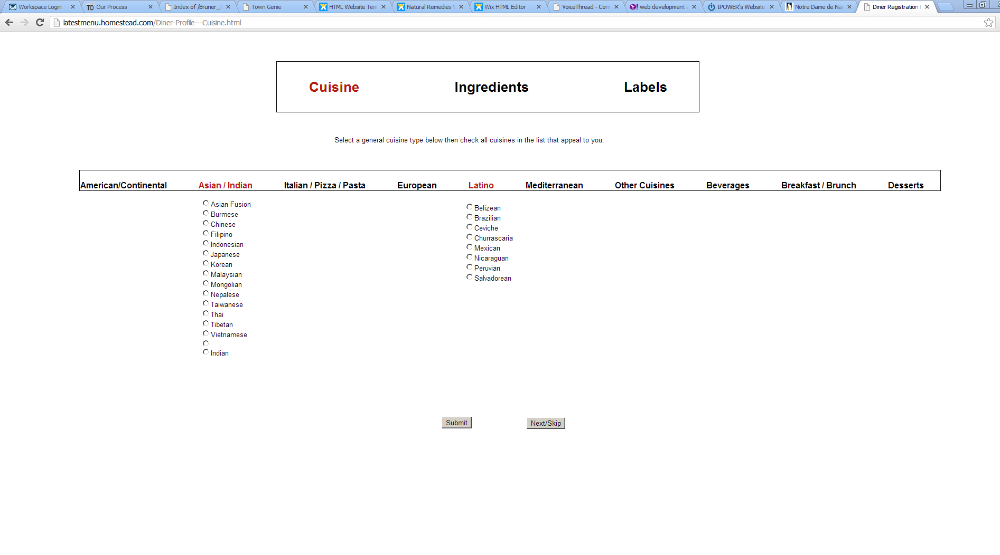 Workspace Login
Our Process
Index of /Bruner_
Town Genie
HTML Website Tem
Natural Remedies
Wix HTML Editor
VoiceThread - Con
web development
IPOWER's Website
Notre Dame de Na
Diner Registration
latestmenu.homestead.com/Diner-Profile---Cuisine.html
Cuisine Ingredients Labels
Select a general cuisine type below then check all cuisines in the list that appeal to you.
American/Continental Asian / Indian Italian / Pizza / Pasta European Latino Mediterranean Other Cuisines Beverages Breakfast / Brunch Desserts
Asian Fusion
Burmese
Chinese
Filipino
Indonesian
Japanese
Korean
Malaysian
Mongolian
Nepalese
Taiwanese
Thai
Tibetan
Vietnamese
Indian
Belizean
Brazilian
Ceviche
Churrascaria
Mexican
Nicaraguan
Peruvian
Salvadorean
Submit Next/Skip